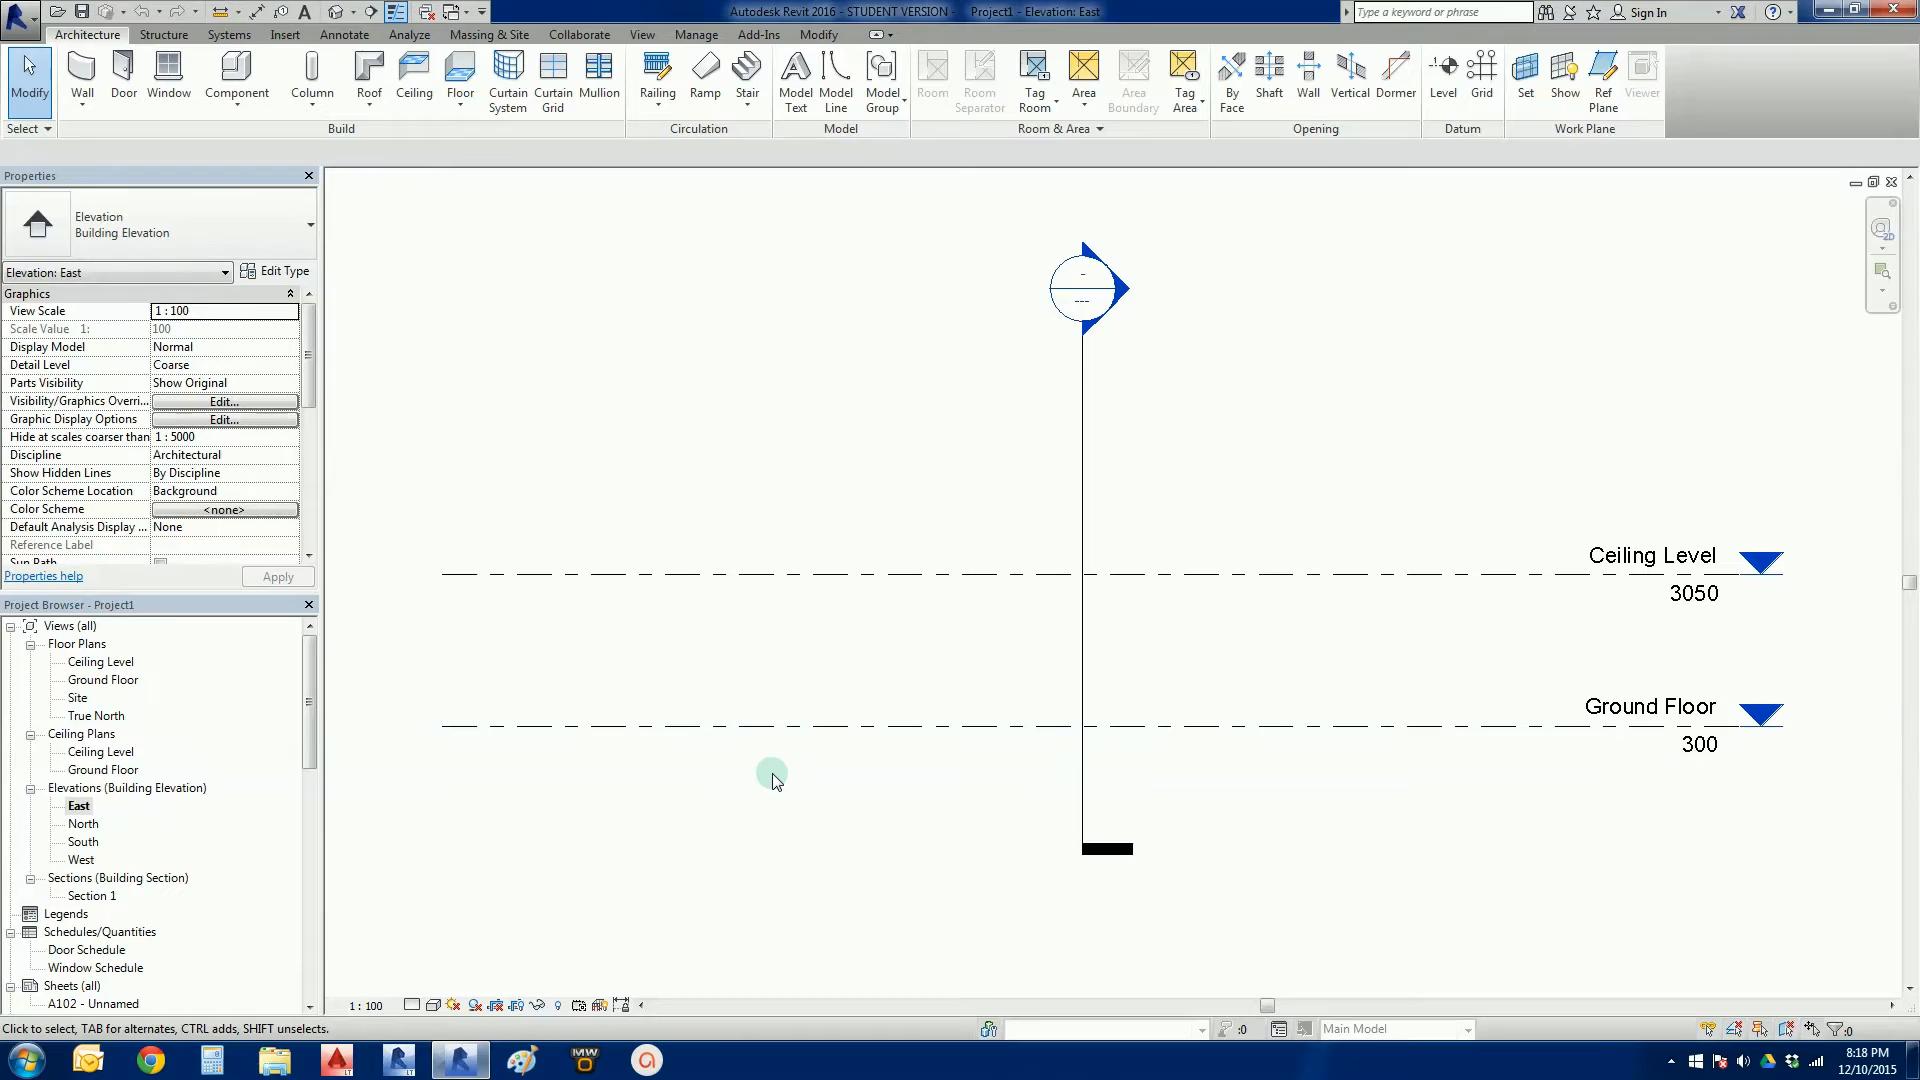 Autodesk Revit 2016 - STUDENT VERSION - Project1 - Elevation: East
Type a keyword or phrase
Sign In
Architecture Structure Systems Insert Annotate Analyze Massing & Site Collaborate View Manage Add-Ins Modify
Modify Wall Door Window Component Column Roof Ceiling Floor Curtain System Curtain Grid Mullion Railing Ramp Stair Model Text Model Line Model Group Room Room Separator Tag Room Area Area Boundary Tag Area By Face Shaft Wall Vertical Dormer Level Grid Set Show Ref Plane Viewer
Select Build Circulation Model Room & Area Opening Datum Work Plane
Properties
Elevation
Building Elevation
Elevation: East Edit Type
Graphics
View Scale 1 : 100
Scale Value 1: 100
Display Model Normal
Detail Level Coarse
Parts Visibility Show Original
Visibility/Graphics Overri... Edit...
Graphic Display Options Edit...
Hide at scales coarser than 1 : 5000
Discipline Architectural
Show Hidden Lines By Discipline
Color Scheme Location Background
Color Scheme <none>
Default Analysis Display ... None
Reference Label
Sun Path
Properties help Apply
Project Browser - Project1
Views (all)
Floor Plans
Ceiling Level
Ground Floor
Site
True North
Ceiling Plans
Ceiling Level
Ground Floor
Elevations (Building Elevation)
East
North
South
West
Sections (Building Section)
Section 1
Legends
Schedules/Quantities
Door Schedule
Window Schedule
Sheets (all)
A102 - Unnamed
-
---
Ceiling Level
3050
Ground Floor
300
2D
1 : 100
Click to select, TAB for alternates, CTRL adds, SHIFT unselects.
:0
Main Model
:0
LT
LT
MW
8:18 PM
12/10/2015